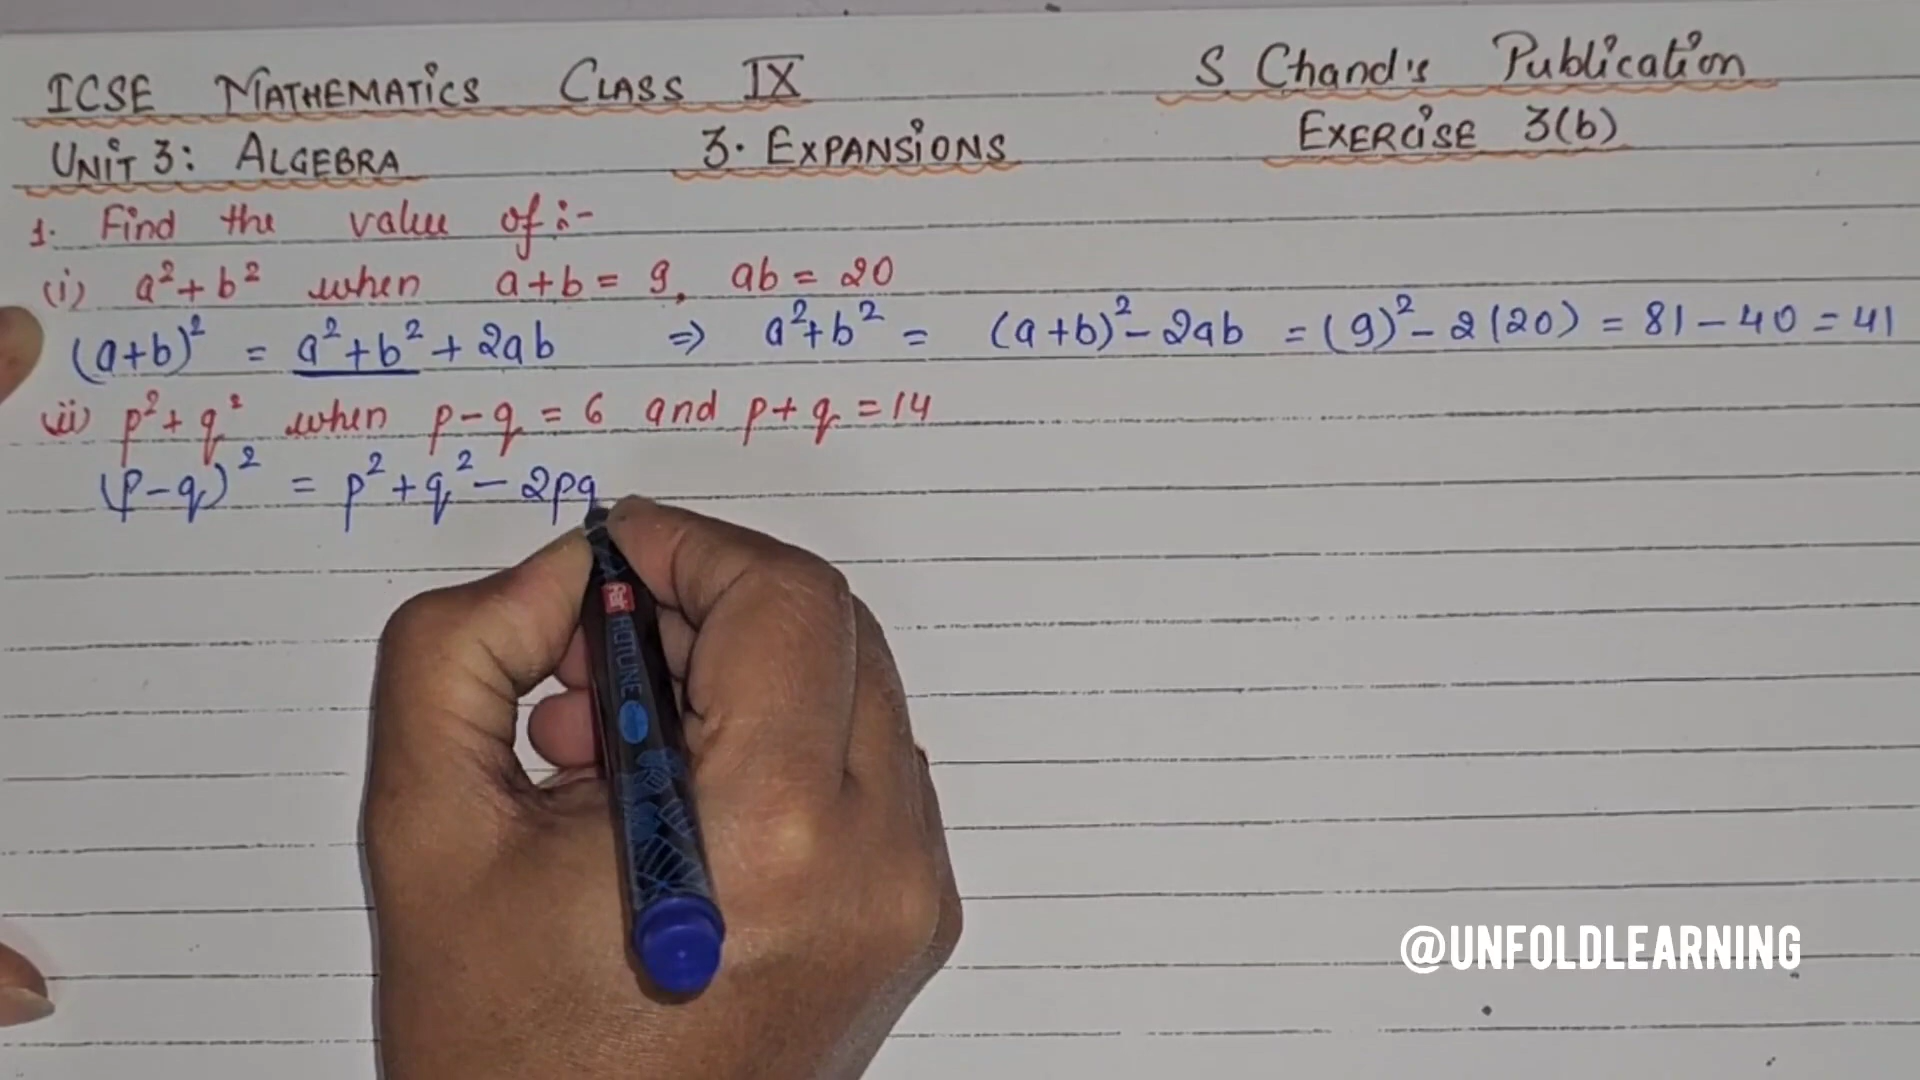 ICSE MATHEMATICS CLASS IX S Chand's Publication
UNIT 3: ALGEBRA 3. EXPANSIONS EXERCISE 3(b)
1. Find the value of :-
(i) a²+b² when a+b = 9, ab = 20
(a+b)² = a²+b²+2ab ⇒ a²+b² = (a+b)²-2ab = (9)²-2(20) = 81-40 = 41
(ii) p²+q² when p-q = 6 and p+q = 14
(p-q)² = p²+q²-2pq
HOTLINE
@UNFOLDLEARNING